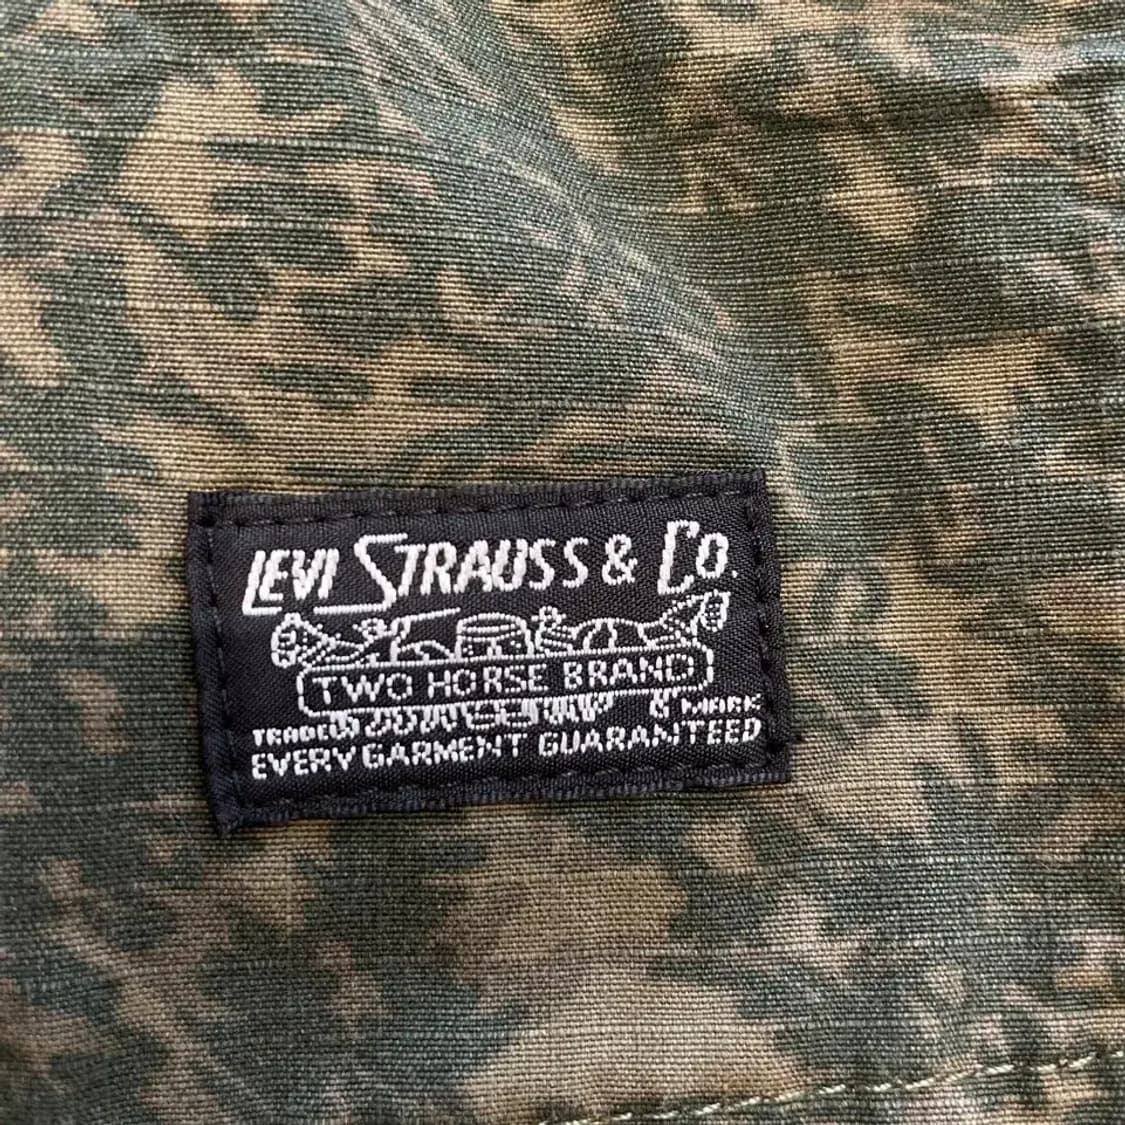 LEVI STRAUSS & Co.
TWO HORSE BRAND
TRADE MARK
EVERY GARMENT GUARANTEED